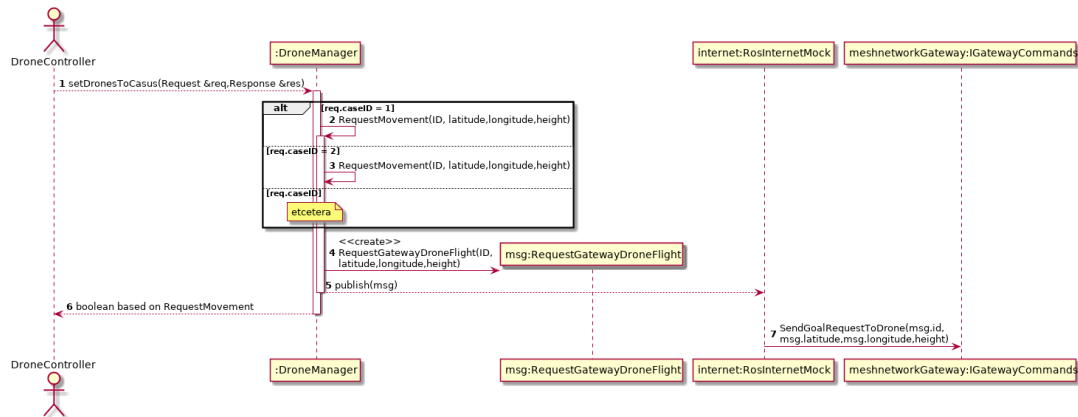 DroneController
:DroneManager
internet:RosInternetMock
meshnetworkGateway:IGatewayCommands
1 setDronesToCasus(Request &req,Response &res)
alt [req.caseID = 1]
2 RequestMovement(ID, latitude,longitude,height)
[req.caseID = 2]
3 RequestMovement(ID, latitude,longitude,height)
[req.caseID]
etcetera
<<create>>
4 RequestGatewayDroneFlight(ID,
latitude,longitude,height)
msg:RequestGatewayDroneFlight
5 publish(msg)
6 boolean based on RequestMovement
7 SendGoalRequestToDrone(msg.id,
msg.latitude,msg.longitude,height)
DroneController
:DroneManager
msg:RequestGatewayDroneFlight
internet:RosInternetMock
meshnetworkGateway:IGatewayCommands